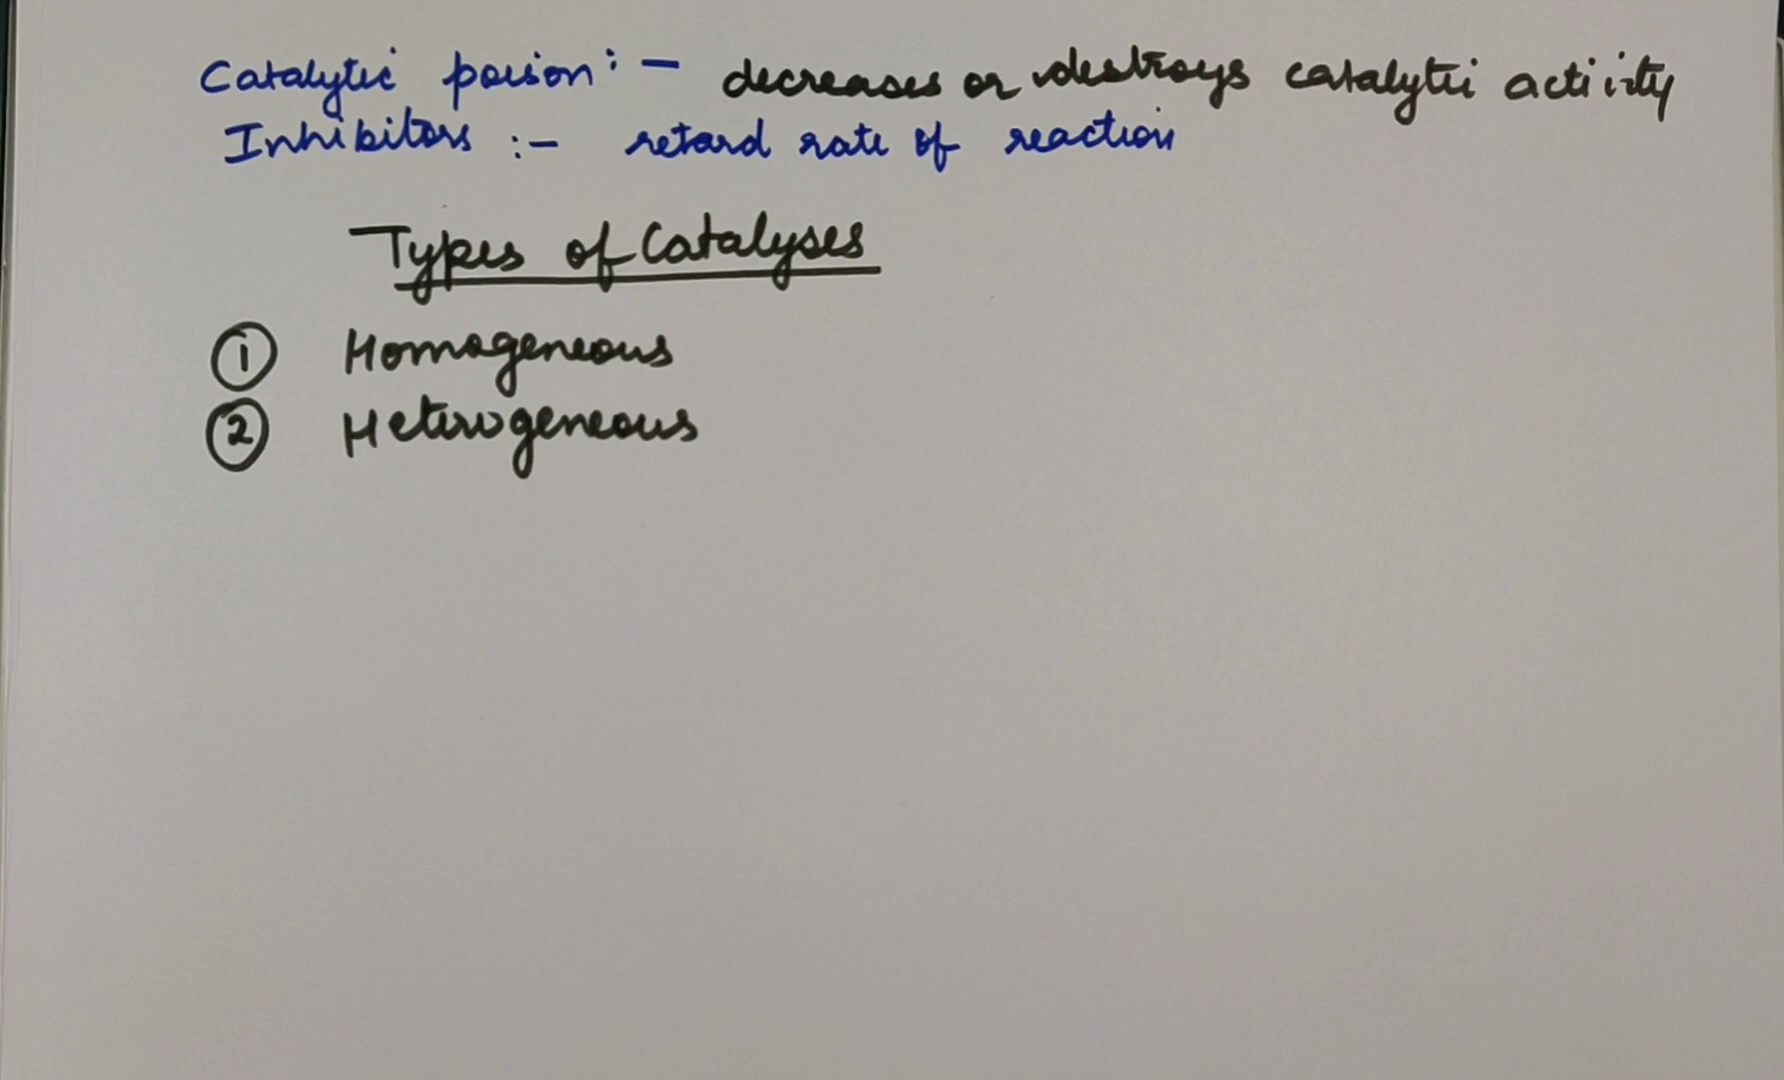 Catalytic poison :- decreases or destroys catalytic activity
Inhibitors :- retard rate of reaction
Types of Catalyses
① Homogeneous
② Heterogeneous